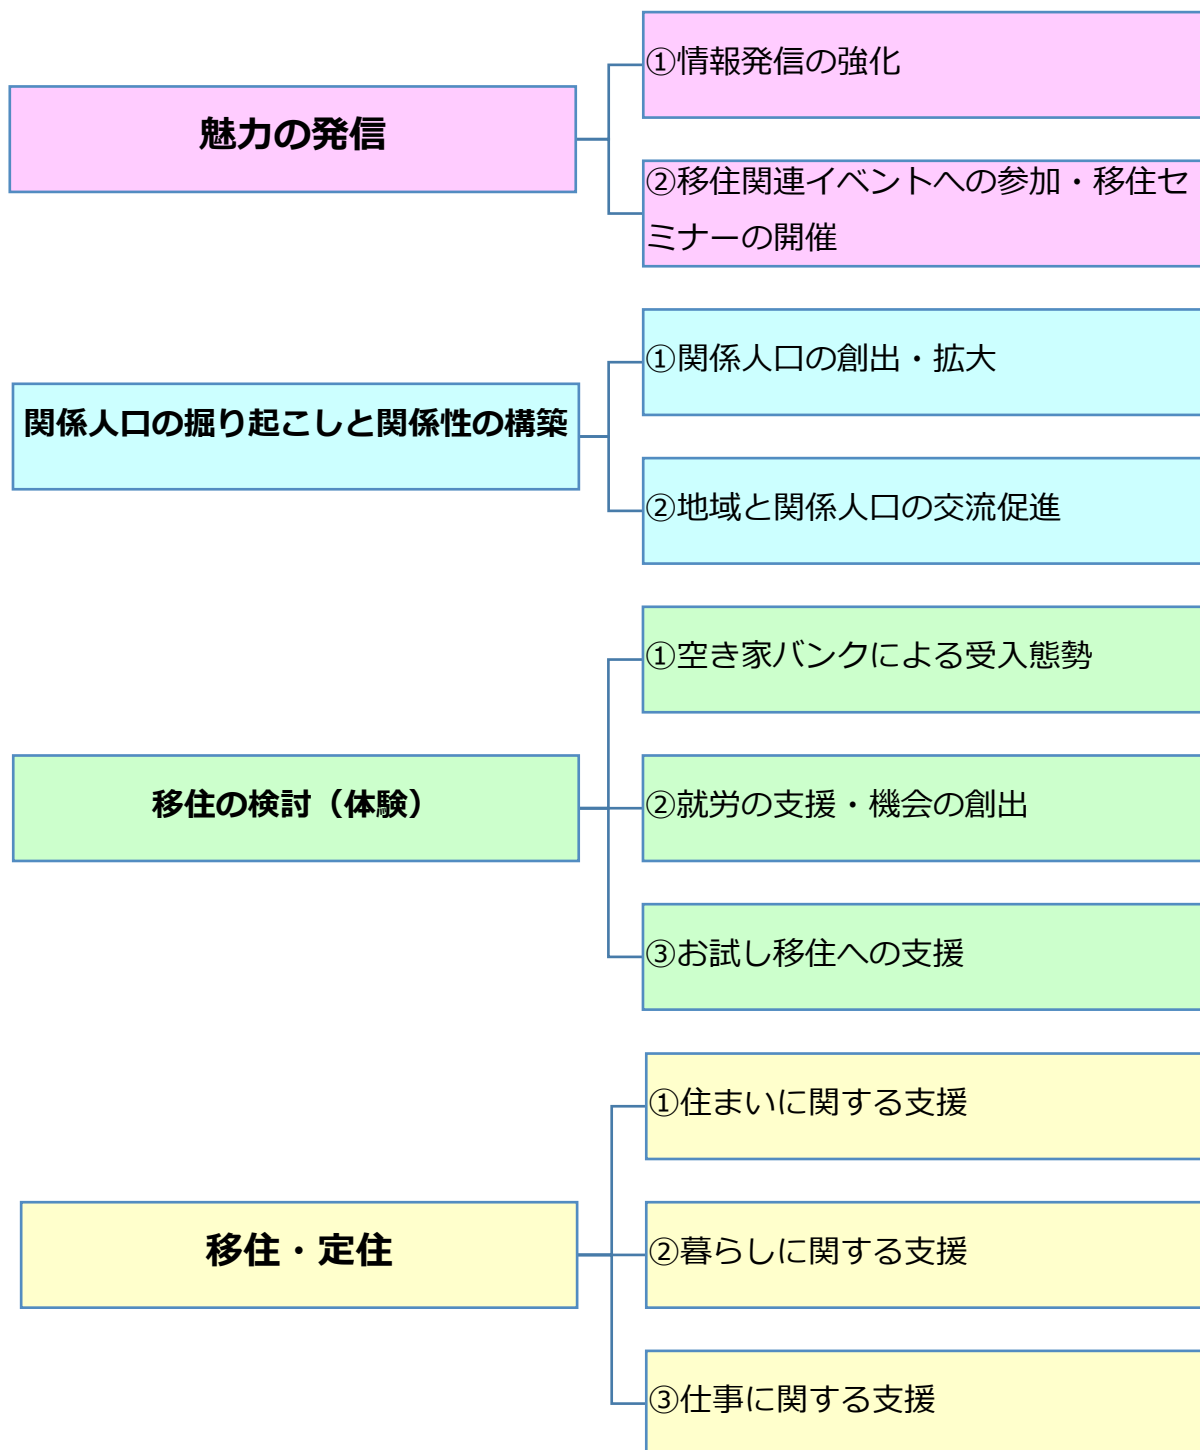 魅力の発信
①情報発信の強化
②移住関連イベントへの参加・移住セ
ミナーの開催
関係人口の掘り起こしと関係性の構築
①関係人口の創出・拡大
②地域と関係人口の交流促進
移住の検討（体験）
①空き家バンクによる受入態勢
②就労の支援・機会の創出
③お試し移住への支援
移住・定住
①住まいに関する支援
②暮らしに関する支援
③仕事に関する支援